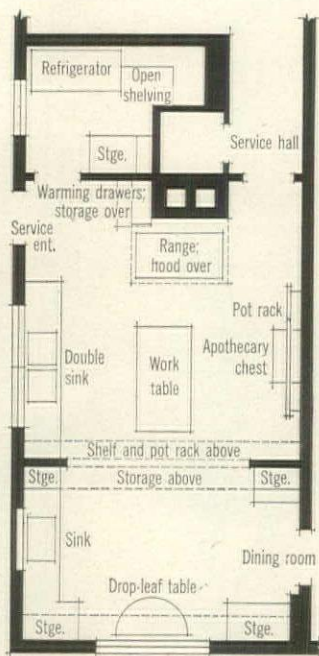 Refrigerator
Open
shelving
Stge.
Service hall
Warming drawers;
storage over
Service
ent.
Range;
hood over
Pot rack
Apothecary
chest
Double
sink
Work
table
Shelf and pot rack above
Stge.
Storage above
Stge.
Sink
Dining room
Drop-leaf table
Stge.
Stge.